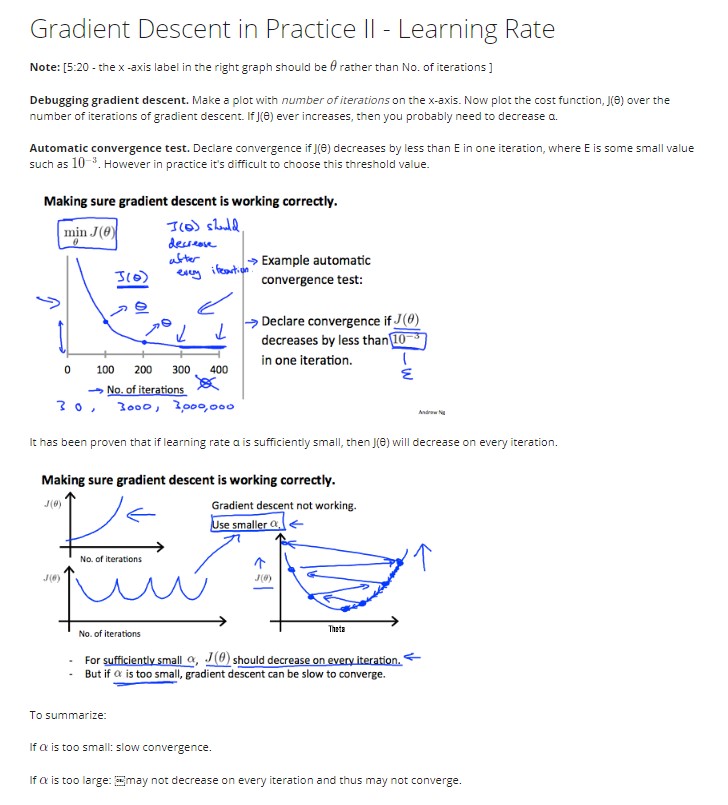 Gradient Descent in Practice II - Learning Rate
Note: [5:20 - the x -axis label in the right graph should be θ rather than No. of iterations ]
Debugging gradient descent. Make a plot with number of iterations on the x-axis. Now plot the cost function, J(θ) over the
number of iterations of gradient descent. If J(θ) ever increases, then you probably need to decrease α.
Automatic convergence test. Declare convergence if J(θ) decreases by less than E in one iteration, where E is some small value
such as 10⁻³. However in practice it's difficult to choose this threshold value.
Making sure gradient descent is working correctly.
min J(θ)
θ
J(θ) should
decrease
after
every iteration.
J(θ)
θ
θ
0 100 200 300 400
No. of iterations
30, 3000, 3,000,000
→ Example automatic
convergence test:
→ Declare convergence if J(θ)
decreases by less than 10⁻³
in one iteration.
ε
Andrew Ng
It has been proven that if learning rate α is sufficiently small, then J(θ) will decrease on every iteration.
Making sure gradient descent is working correctly.
J(θ)
No. of iterations
Gradient descent not working.
Use smaller α.
J(θ)
No. of iterations
J(θ)
Theta
- For sufficiently small α, J(θ) should decrease on every iteration.
- But if α is too small, gradient descent can be slow to converge.
To summarize:
If α is too small: slow convergence.
If α is too large: may not decrease on every iteration and thus may not converge.